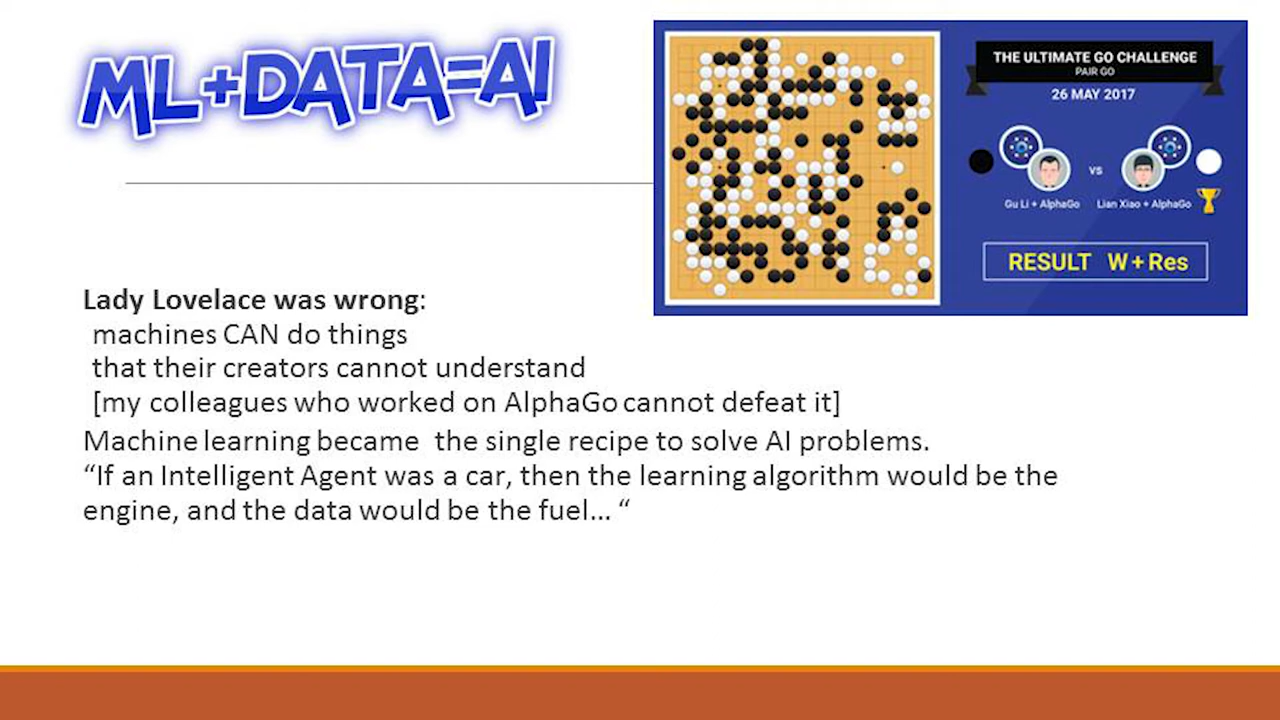 ML+DATA=AI
THE ULTIMATE GO CHALLENGE
PAIR GO
26 MAY 2017
VS
Gu Li + AlphaGo
Lian Xiao + AlphaGo
RESULT W + Res
Lady Lovelace was wrong:
machines CAN do things
that their creators cannot understand
[my colleagues who worked on AlphaGo cannot defeat it]
Machine learning became the single recipe to solve AI problems.
“If an Intelligent Agent was a car, then the learning algorithm would be the
engine, and the data would be the fuel... “